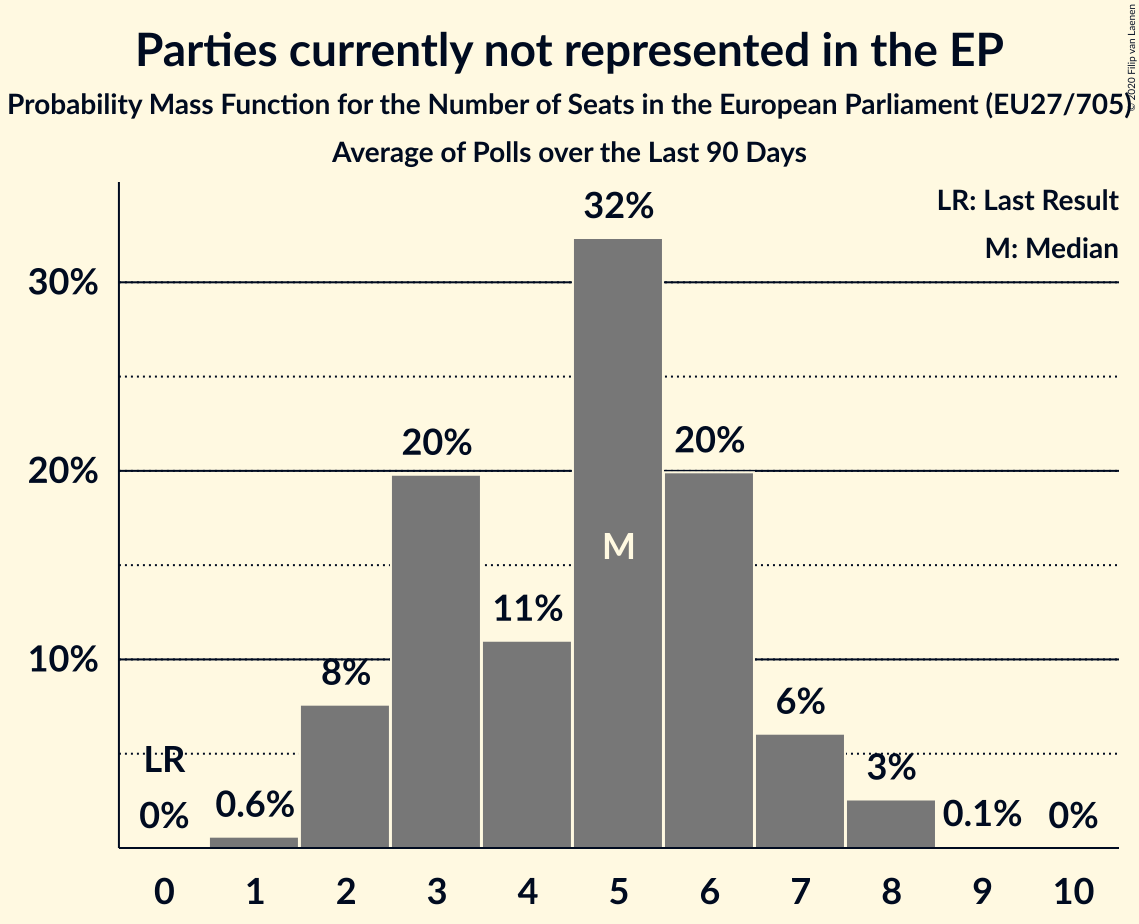 Parties currently not represented in the EP
Probability Mass Function for the Number of Seats in the European Parliament (EU27/705)
Average of Polls over the Last 90 Days
© 2020 Filip van Laenen
LR: Last Result
M: Median
32%
30%
20%
20%
20%
M
11%
10%
8%
6%
LR
3%
0%
0.6%
0.1%
0%
0 1 2 3 4 5 6 7 8 9 10